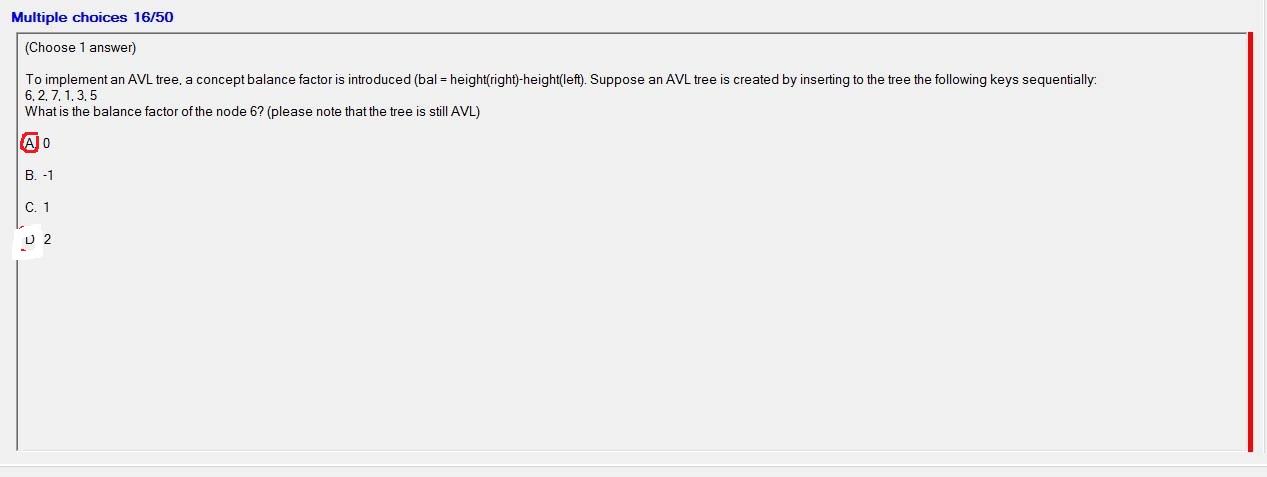 Multiple choices 16/50
(Choose 1 answer)
To implement an AVL tree, a concept balance factor is introduced (bal = height(right)-height(left). Suppose an AVL tree is created by inserting to the tree the following keys sequentially:
6, 2, 7, 1, 3, 5
What is the balance factor of the node 6? (please note that the tree is still AVL)
A. 0
B. -1
C. 1
D 2